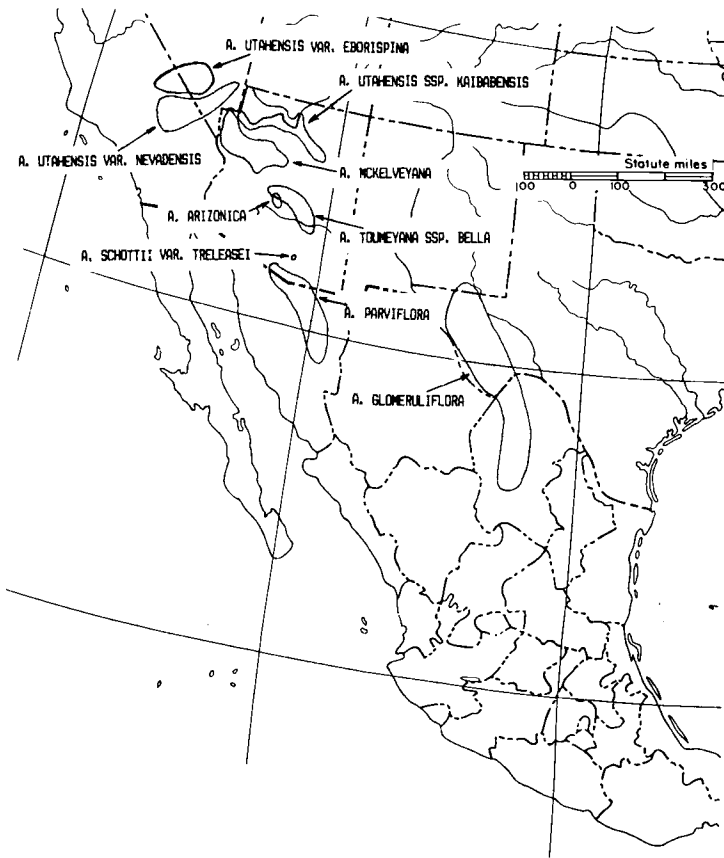 A. UTAHENSIS VAR. EBORISPINA
A. UTAHENSIS SSP. KAIBABENSIS
A. UTAHENSIS VAR. NEVADENSIS
A. MCKELVEYANA
Statute miles
100 0 100 300
A. ARIZONICA
A. TOUMEYANA SSP. BELLA
A. SCHOTTII VAR. TRELEASEI
A. PARVIFLORA
A. GLOMERULIFLORA